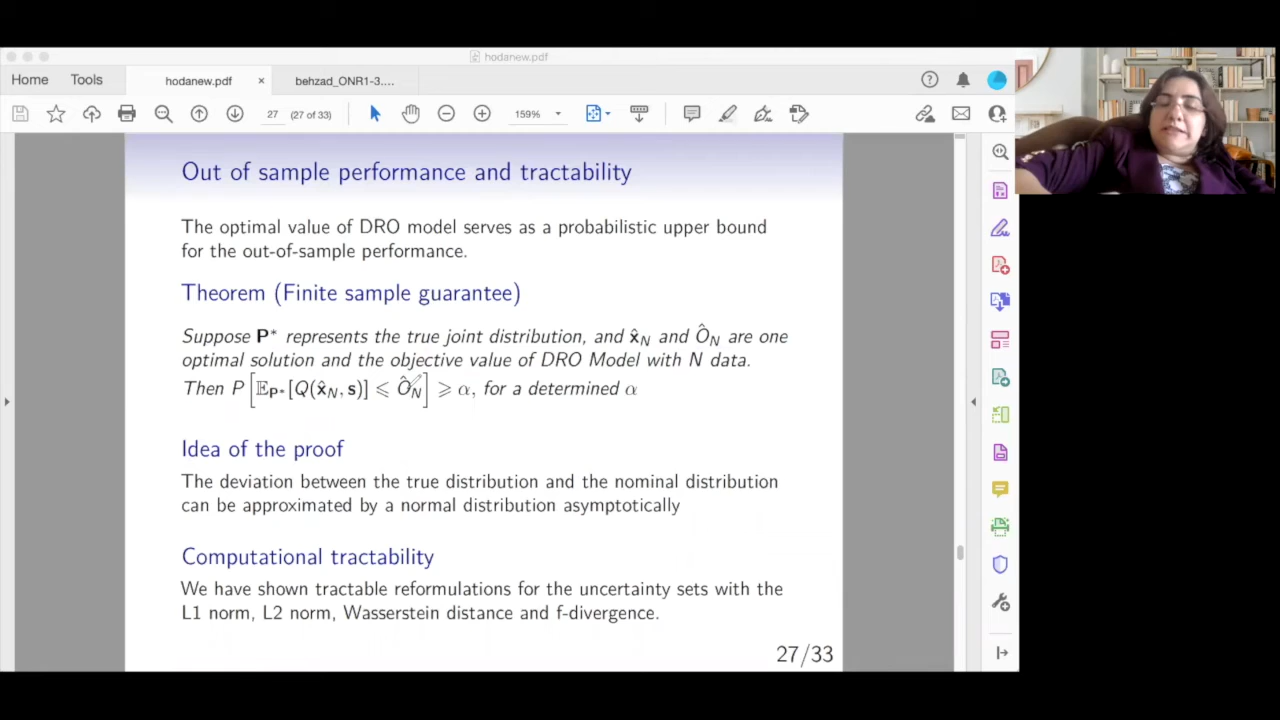 hodanew.pdf
Home Tools hodanew.pdf × behzad_ONR1-3....
27 (27 of 33) 159%
Out of sample performance and tractability
The optimal value of DRO model serves as a probabilistic upper bound
for the out-of-sample performance.
Theorem (Finite sample guarantee)
Suppose P* represents the true joint distribution, and x̂_N and Ô_N are one
optimal solution and the objective value of DRO Model with N data.
Then P[𝔼_P*[Q(x̂_N, s)] ⩽ Ô_N] ⩾ α, for a determined α
Idea of the proof
The deviation between the true distribution and the nominal distribution
can be approximated by a normal distribution asymptotically
Computational tractability
We have shown tractable reformulations for the uncertainty sets with the
L1 norm, L2 norm, Wasserstein distance and f-divergence.
27/33